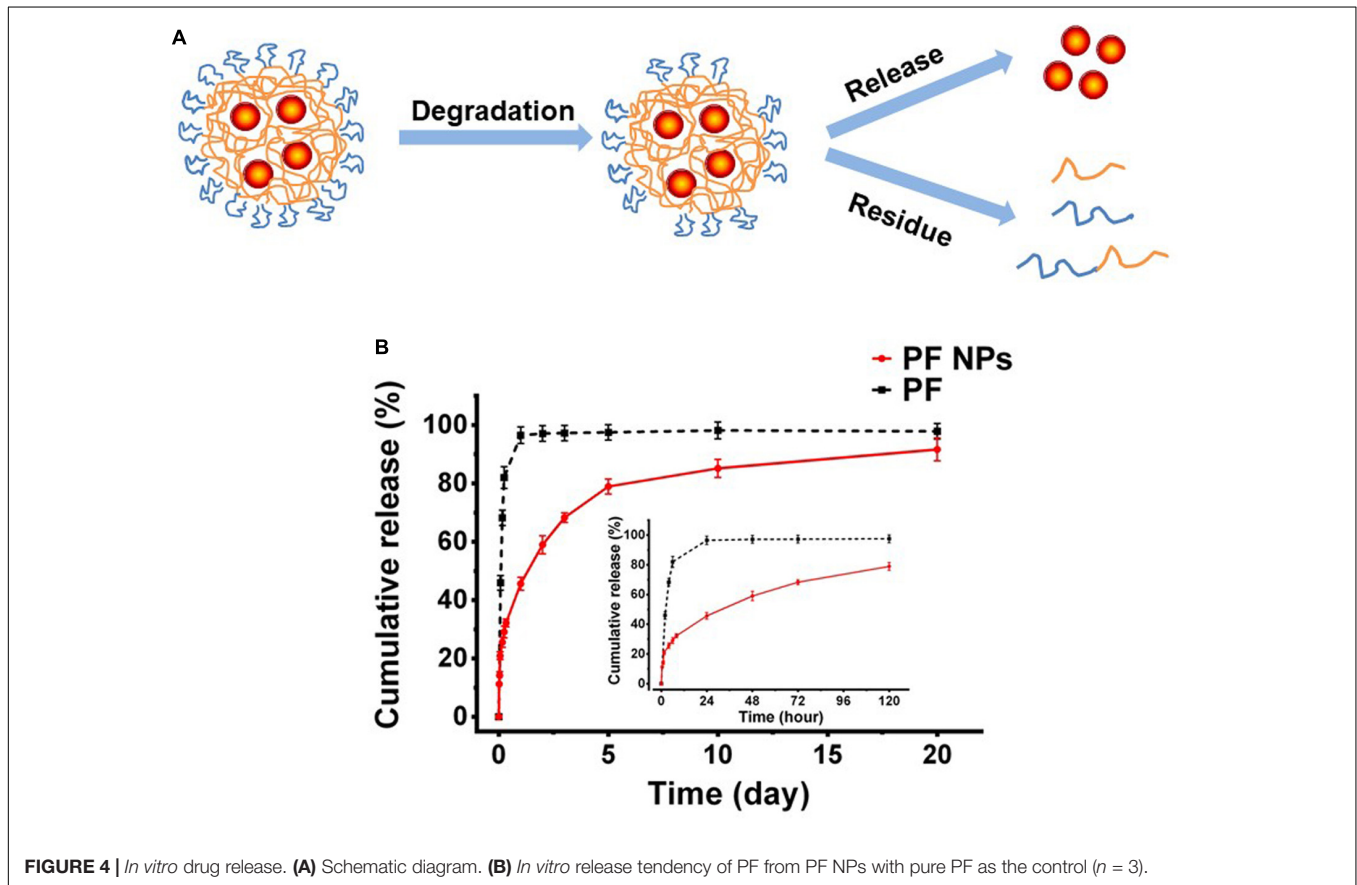 A
Degradation
Release
Residue
B
PF NPs
PF
Cumulative release (%)
100
80
60
40
20
0
0 5 10 15 20
Time (day)
Cumulative release (%)
100
80
60
40
20
0
0 24 48 72 96 120
Time (hour)
FIGURE 4 | In vitro drug release. (A) Schematic diagram. (B) In vitro release tendency of PF from PF NPs with pure PF as the control (n = 3).